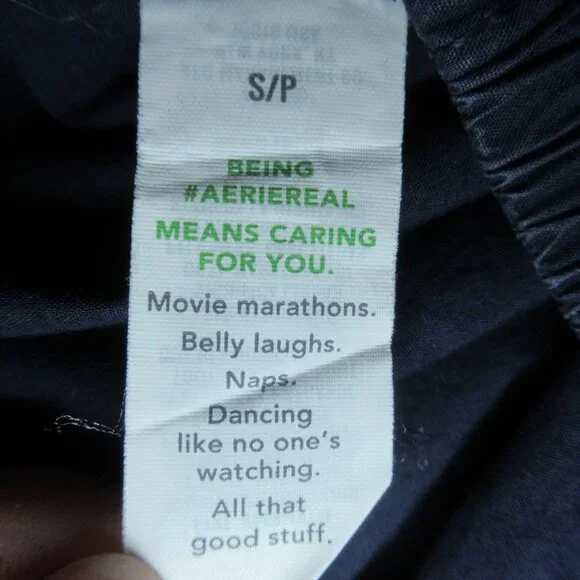 S/P
BEING
#AERIEREAL
MEANS CARING
FOR YOU.
Movie marathons.
Belly laughs.
Naps.
Dancing
like no one's
watching.
All that
good stuff.